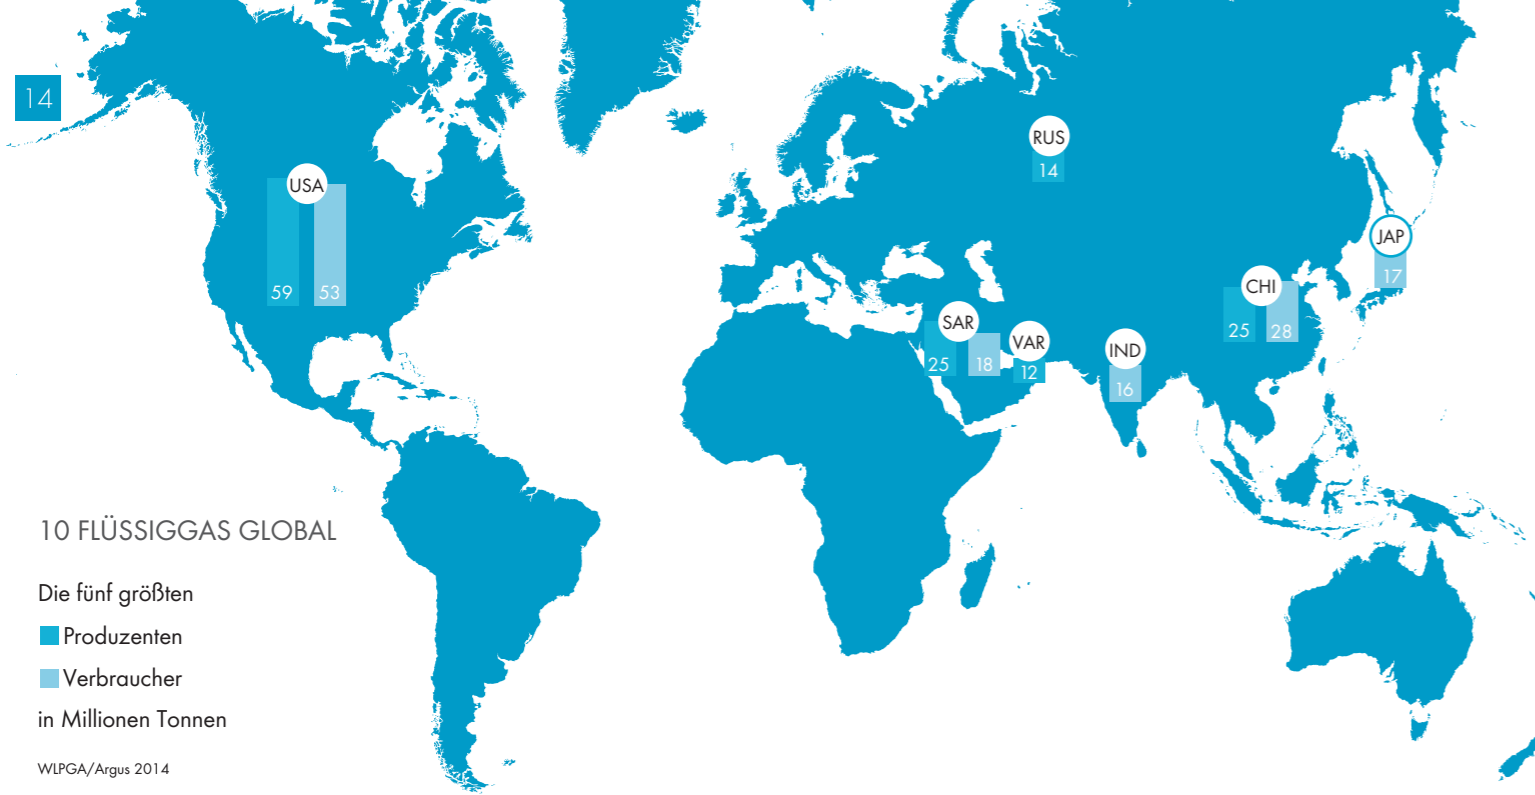 14
RUS
14
USA
59
53
JAP
17
CHI
25
28
SAR
25
18
VAR
12
IND
16
10 FLÜSSIGGAS GLOBAL
Die fünf größten
Produzenten
Verbraucher
in Millionen Tonnen
WLPGA/Argus 2014